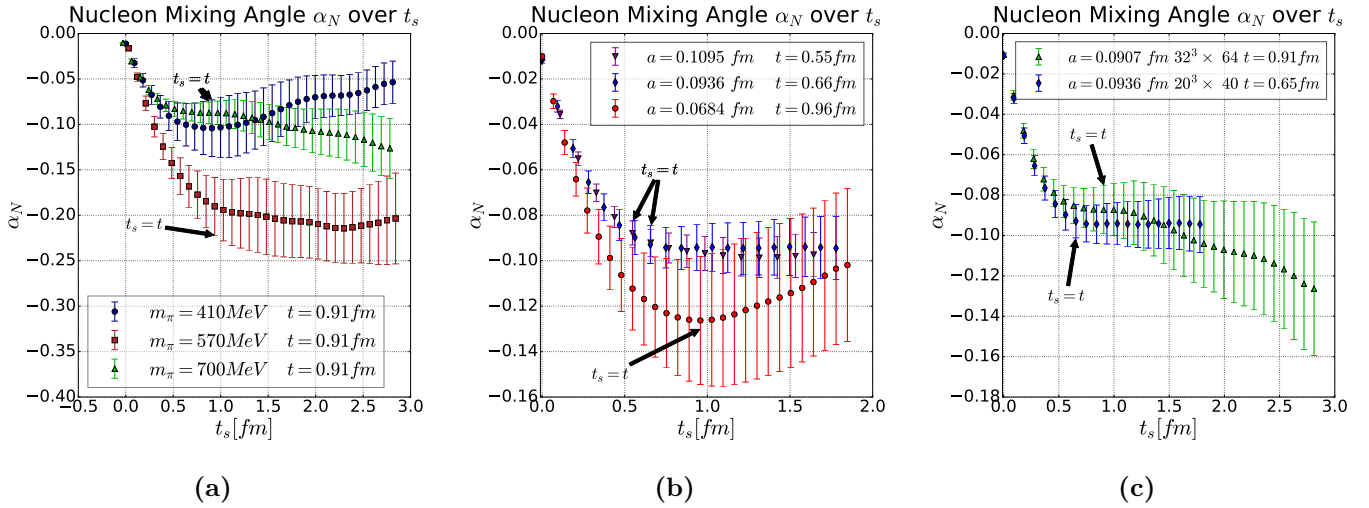 Nucleon Mixing Angle α_N over t_s
0.00
−0.05
−0.10
−0.15
−0.20
−0.25
−0.30
−0.35
−0.40
α_N
t_s = t
t_s = t
m_π = 410MeV t = 0.91fm
m_π = 570MeV t = 0.91fm
m_π = 700MeV t = 0.91fm
−0.5 0.0 0.5 1.0 1.5 2.0 2.5 3.0
t_s[fm]
(a)
Nucleon Mixing Angle α_N over t_s
0.00
−0.02
−0.04
−0.06
−0.08
−0.10
−0.12
−0.14
−0.16
α_N
a = 0.1095 fm t = 0.55fm
a = 0.0936 fm t = 0.66fm
a = 0.0684 fm t = 0.96fm
t_s = t
t_s = t
0.0 0.5 1.0 1.5 2.0
t_s[fm]
(b)
Nucleon Mixing Angle α_N over t_s
0.00
−0.02
−0.04
−0.06
−0.08
−0.10
−0.12
−0.14
−0.16
−0.18
α_N
a = 0.0907 fm 32³ × 64 t = 0.91fm
a = 0.0936 fm 20³ × 40 t = 0.65fm
t_s = t
t_s = t
0.0 0.5 1.0 1.5 2.0 2.5 3.0
t_s[fm]
(c)